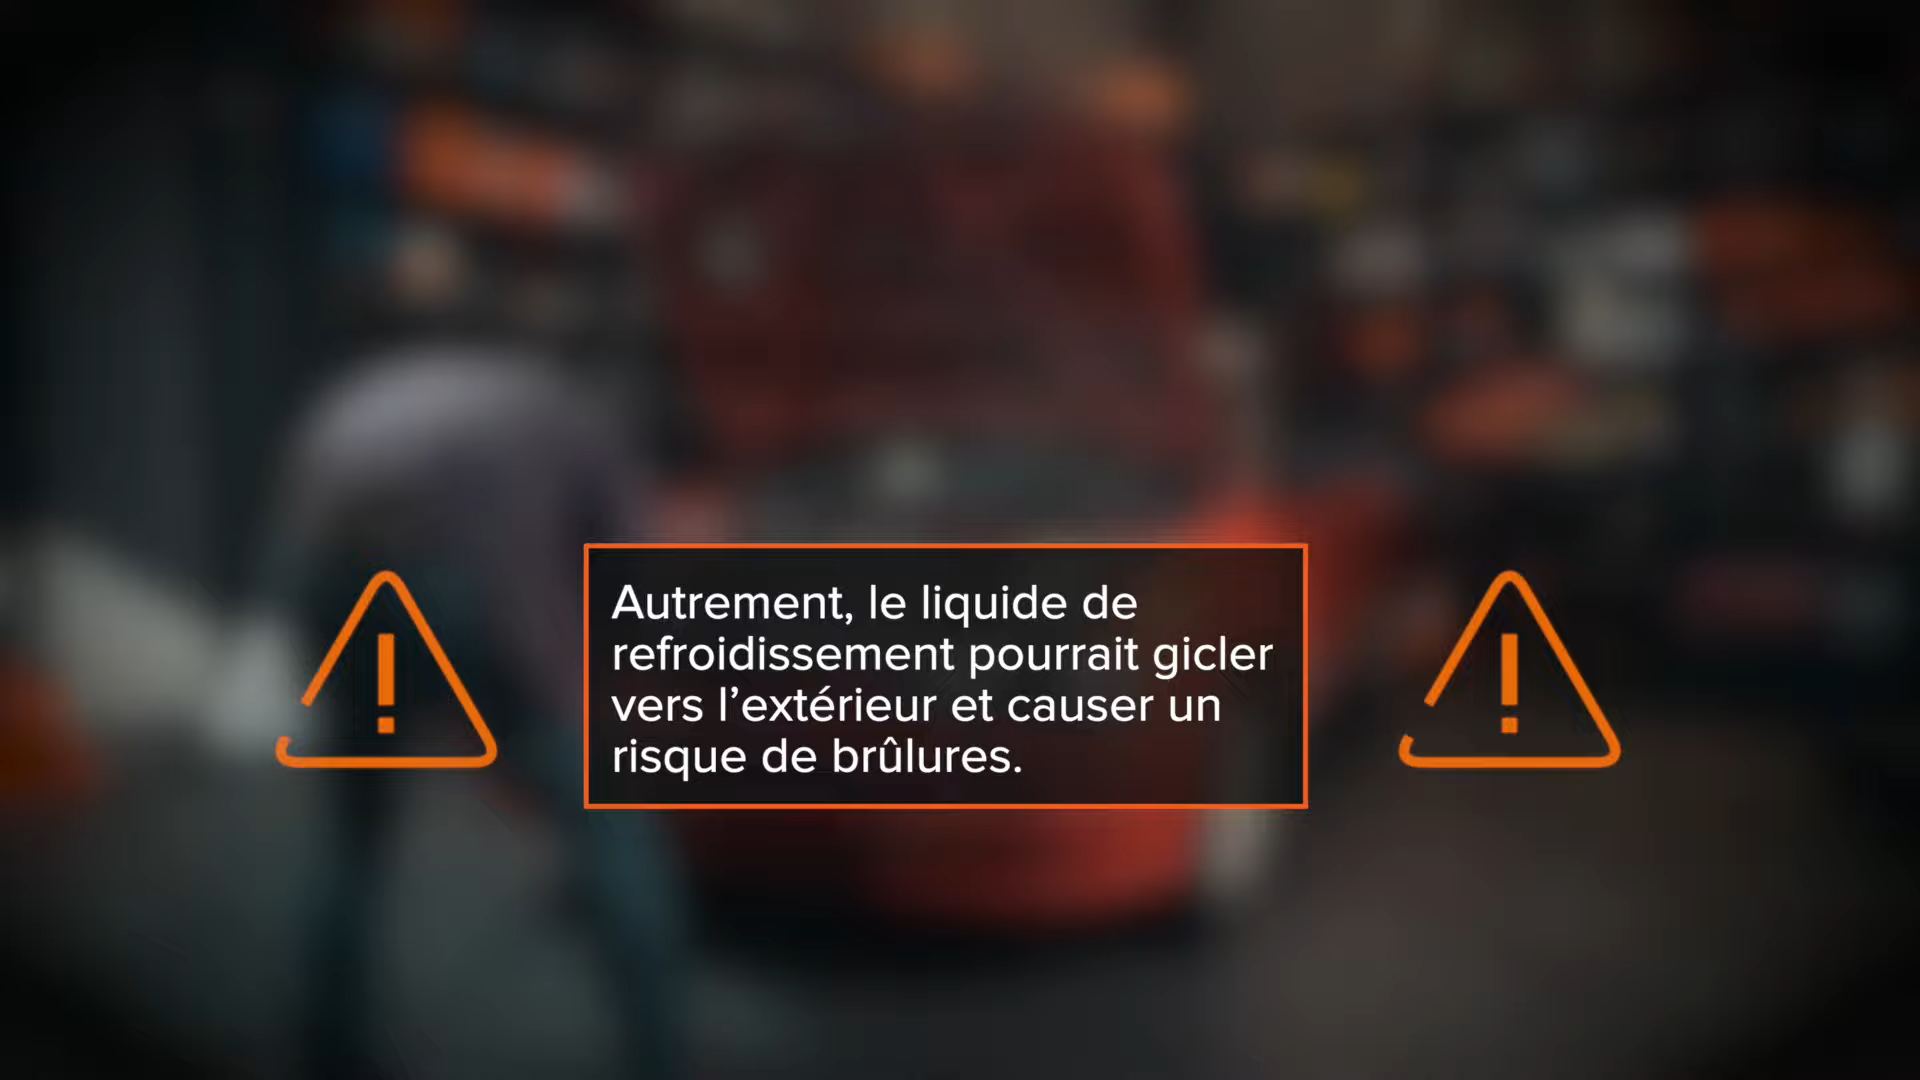 Autrement, le liquide de
refroidissement pourrait gicler
vers l’extérieur et causer un
risque de brûlures.